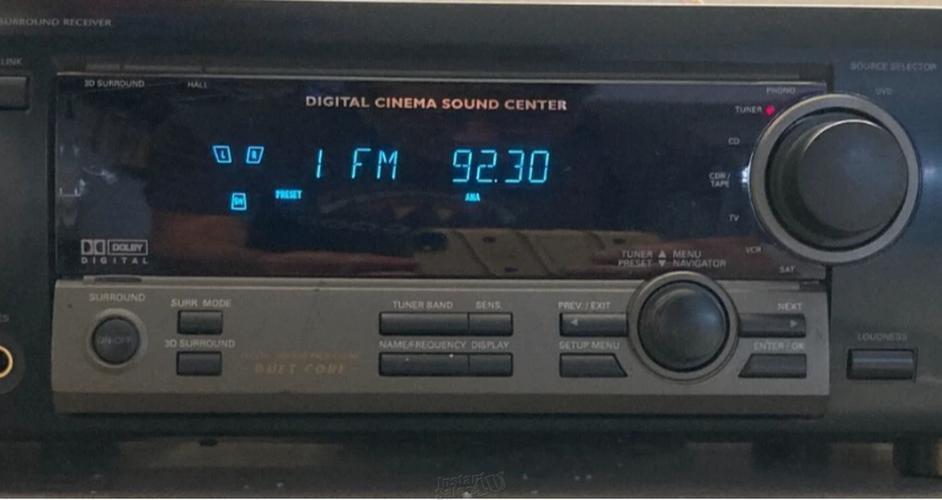 SURROUND RECEIVER
LINK
3D SURROUND HALL
DIGITAL CINEMA SOUND CENTER
SOURCE SELECTOR
PHONO
DVD
TUNER
CD
CDR /
TAPE
TV
VCR
SAT
L R
1 FM 92.30
SW PRESET ANA
DOLBY
DIGITAL
TUNER ▲ MENU
PRESET ▼ NAVIGATOR
SURROUND
ON•OFF
SURR. MODE
3D SURROUND
TUNER BAND SENS.
NAME/FREQUENCY DISPLAY
PREV. / EXIT
SETUP MENU
NEXT
ENTER / OK
LOUDNESS
DUET CORE